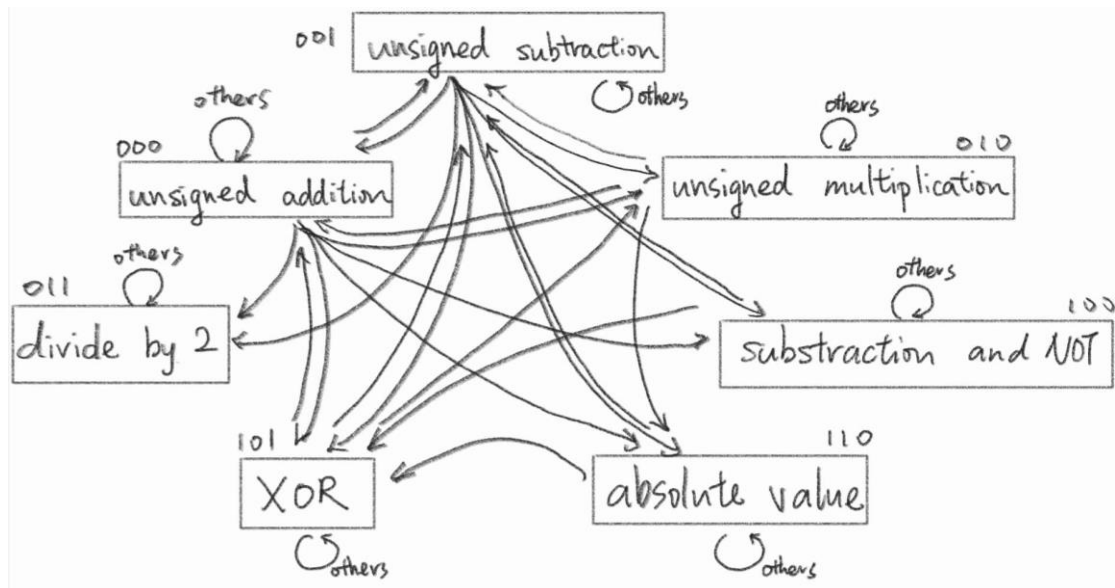 001 unsigned subtraction
others
others
others
000
010
unsigned addition
unsigned multiplication
others
others
011
100
divide by 2
substraction and NOT
101
110
XOR
absolute value
others
others